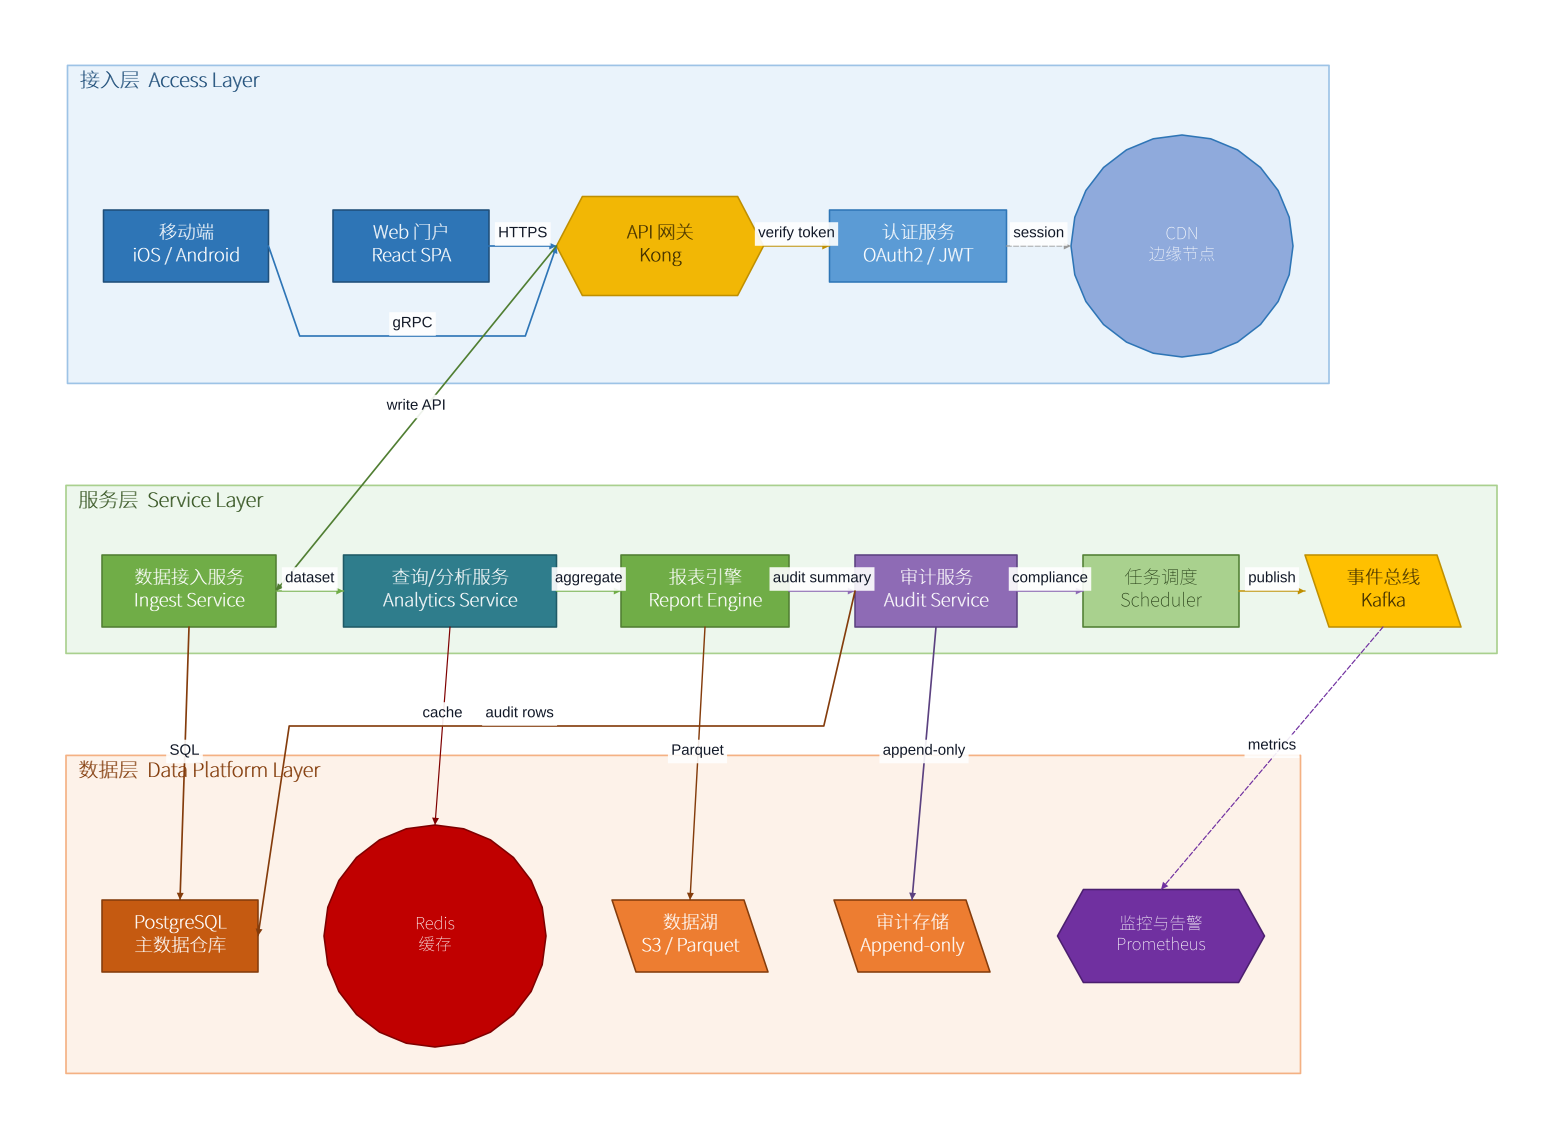 接入层 Access Layer
移动端
iOS / Android
Web 门户
React SPA
HTTPS
API 网关
Kong
verify token
认证服务
OAuth2 / JWT
session
CDN
边缘节点
gRPC
write API
服务层 Service Layer
数据接入服务
Ingest Service
dataset
查询/分析服务
Analytics Service
aggregate
报表引擎
Report Engine
audit summary
审计服务
Audit Service
compliance
任务调度
Scheduler
publish
事件总线
Kafka
cache
audit rows
SQL
Parquet
append-only
metrics
数据层 Data Platform Layer
PostgreSQL
主数据仓库
Redis
缓存
数据湖
S3 / Parquet
审计存储
Append-only
监控与告警
Prometheus